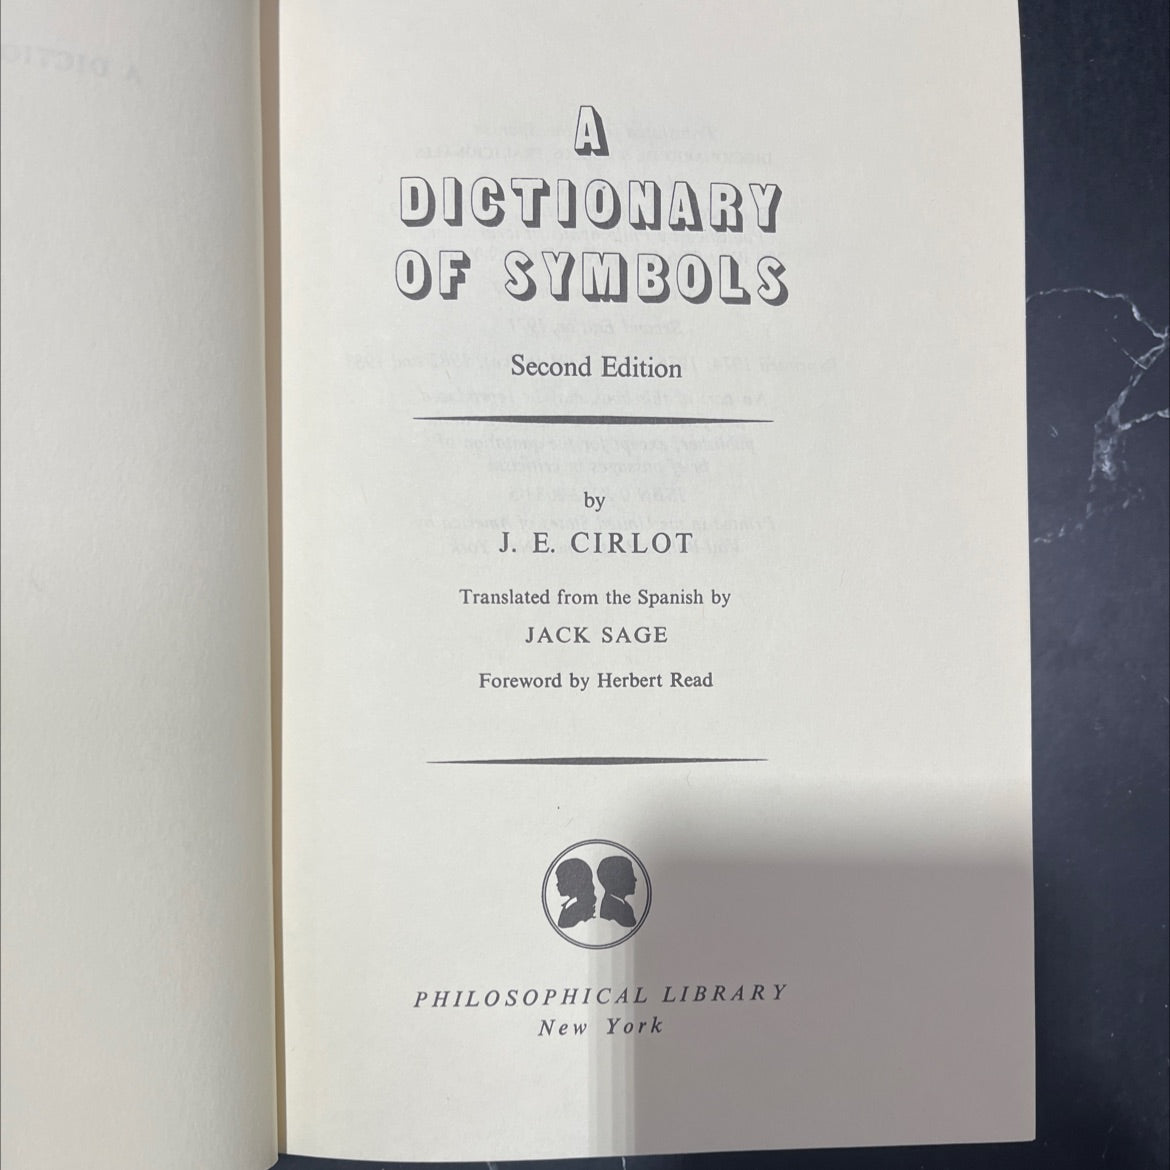 A
DICTIONARY
OF SYMBOLS
Second Edition
by
J. E. CIRLOT
Translated from the Spanish by
JACK SAGE
Foreword by Herbert Read
PHILOSOPHICAL LIBRARY
New York